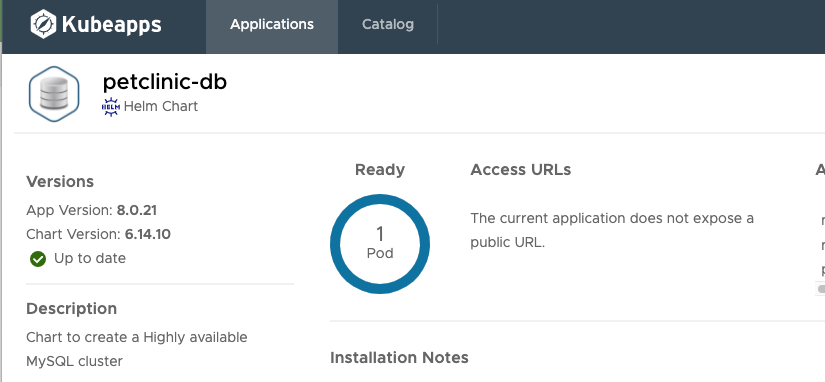 Kubeapps
Applications
Catalog
petclinic-db
HELM
Helm Chart
Versions
App Version: 8.0.21
Chart Version: 6.14.10
Up to date
Description
Chart to create a Highly available
MySQL cluster
Ready
1
Pod
Access URLs
The current application does not expose a
public URL.
Installation Notes